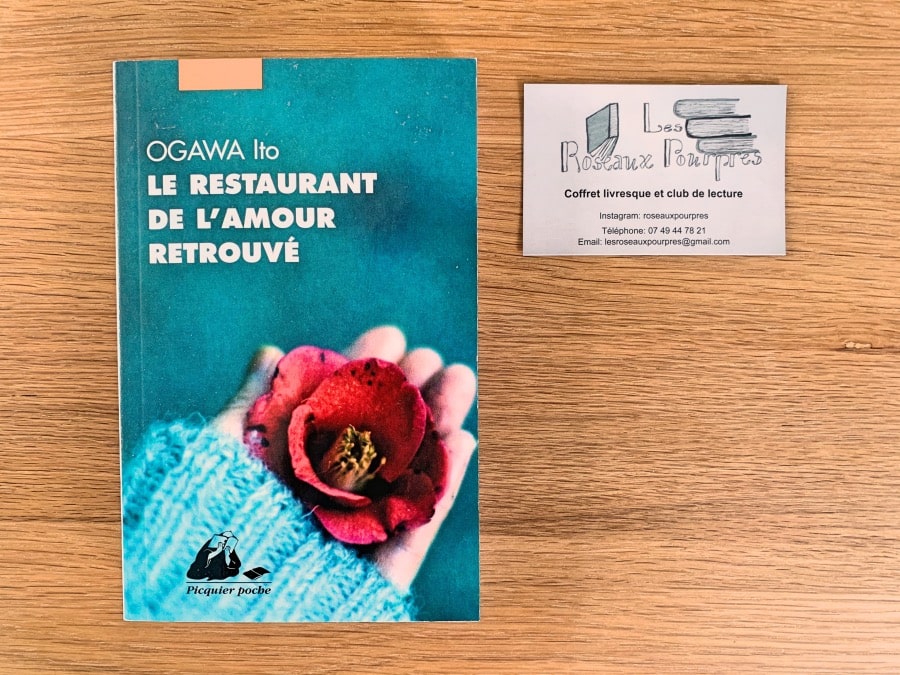 OGAWA Ito
LE RESTAURANT
DE L'AMOUR
RETROUVÉ
Picquier poche
Les
Roseaux Pourpres
Coffret livresque et club de lecture
Instagram: roseauxpourpres
Téléphone: 07 49 44 78 21
Email: lesroseauxpourpres@gmail.com